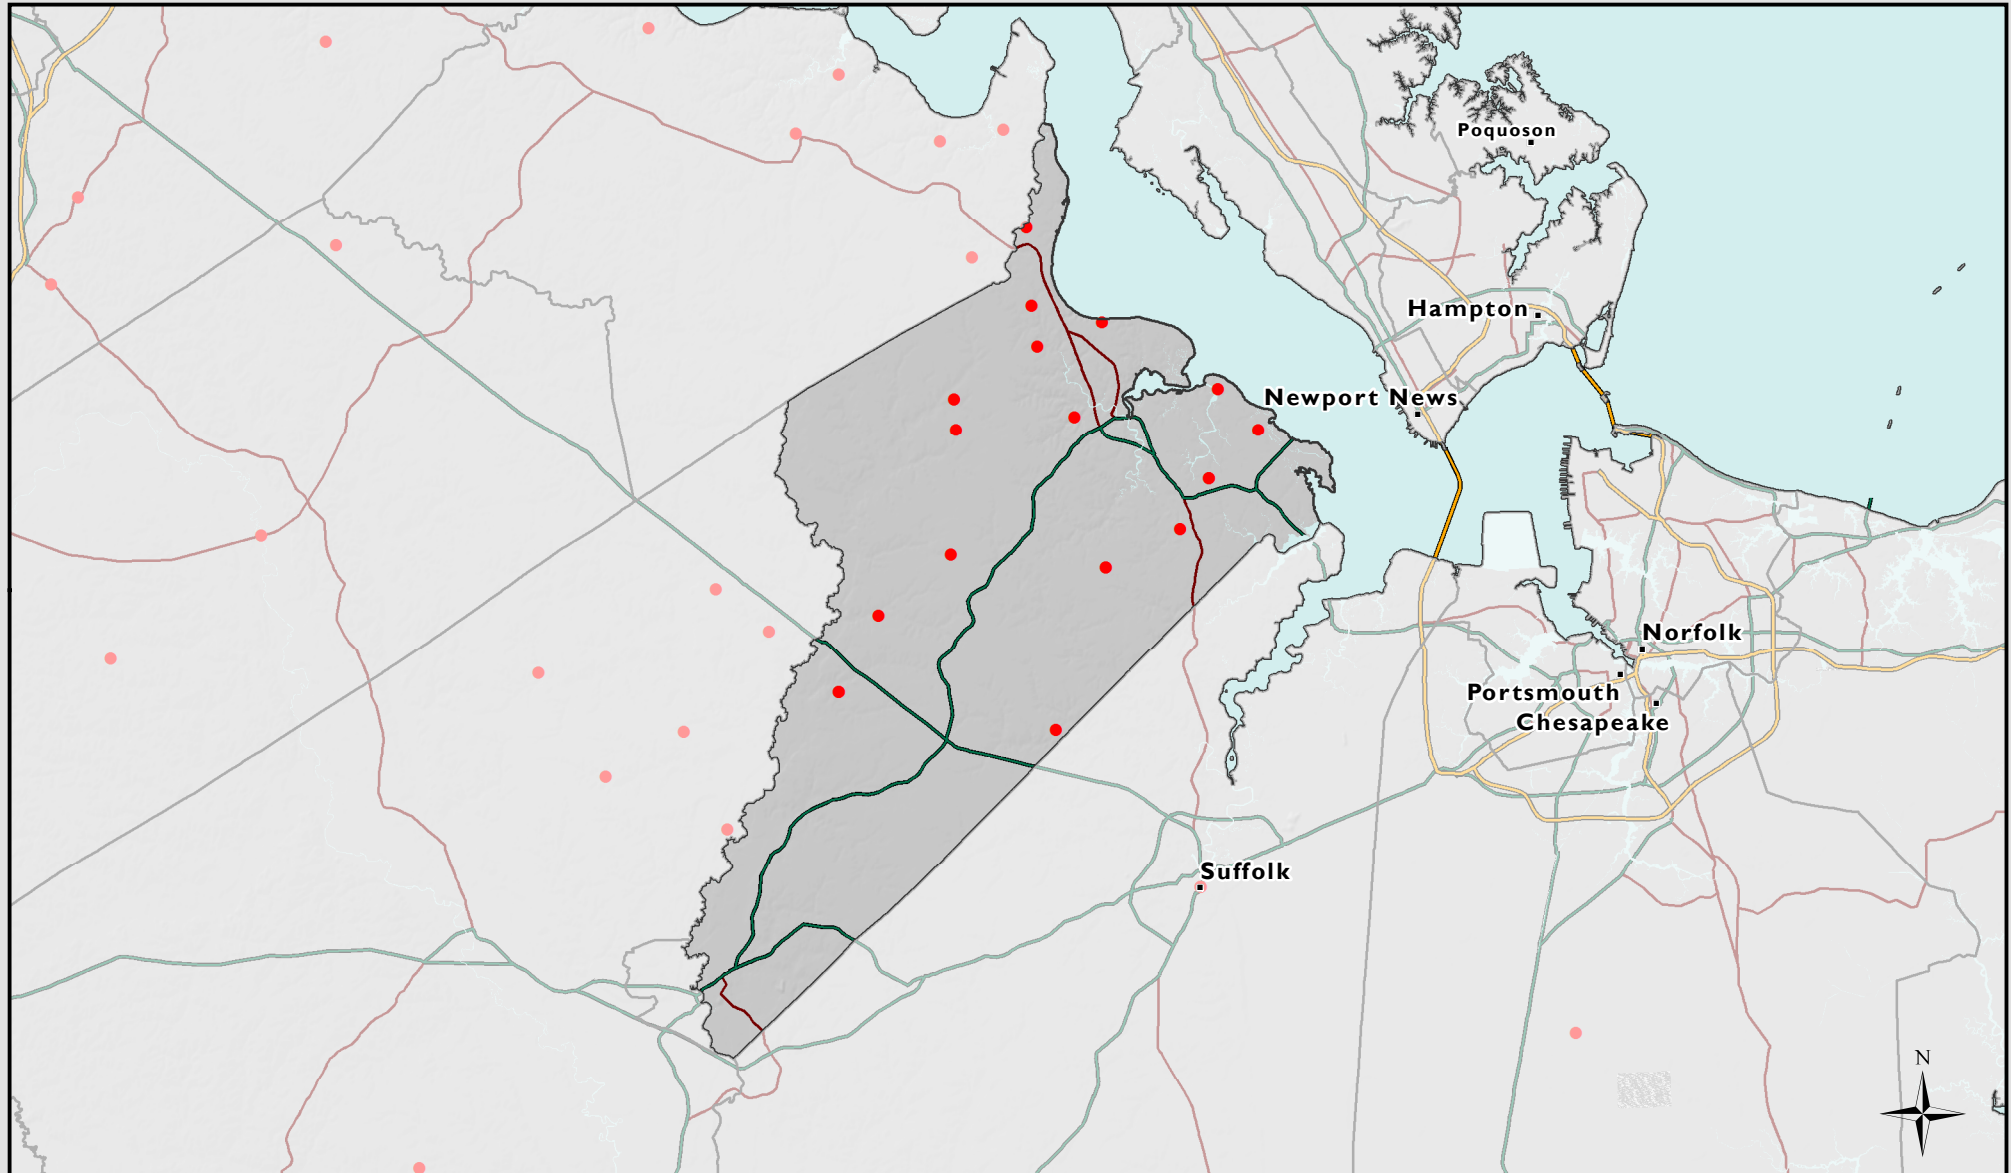 Poquoson
Hampton
Newport News
Norfolk
Portsmouth
Chesapeake
Suffolk
N